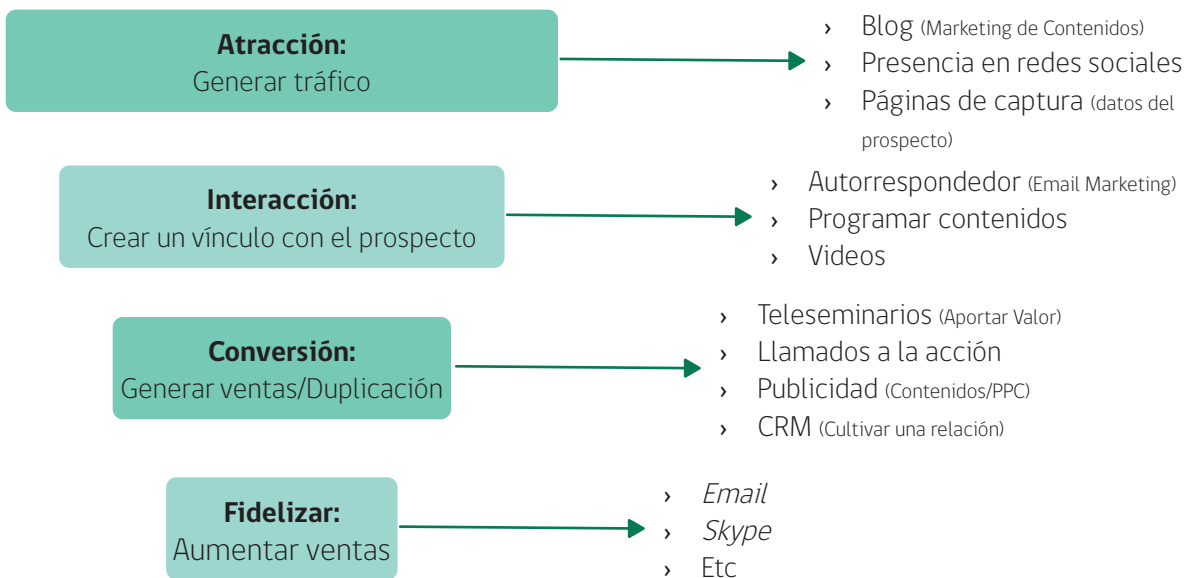 Atracción:
Generar tráfico
› Blog (Marketing de Contenidos)
› Presencia en redes sociales
› Páginas de captura (datos del
prospecto)
Interacción:
Crear un vínculo con el prospecto
› Autorrespondedor (Email Marketing)
› Programar contenidos
› Videos
Conversión:
Generar ventas/Duplicación
› Teleseminarios (Aportar Valor)
› Llamados a la acción
› Publicidad (Contenidos/PPC)
› CRM (Cultivar una relación)
Fidelizar:
Aumentar ventas
› Email
› Skype
› Etc